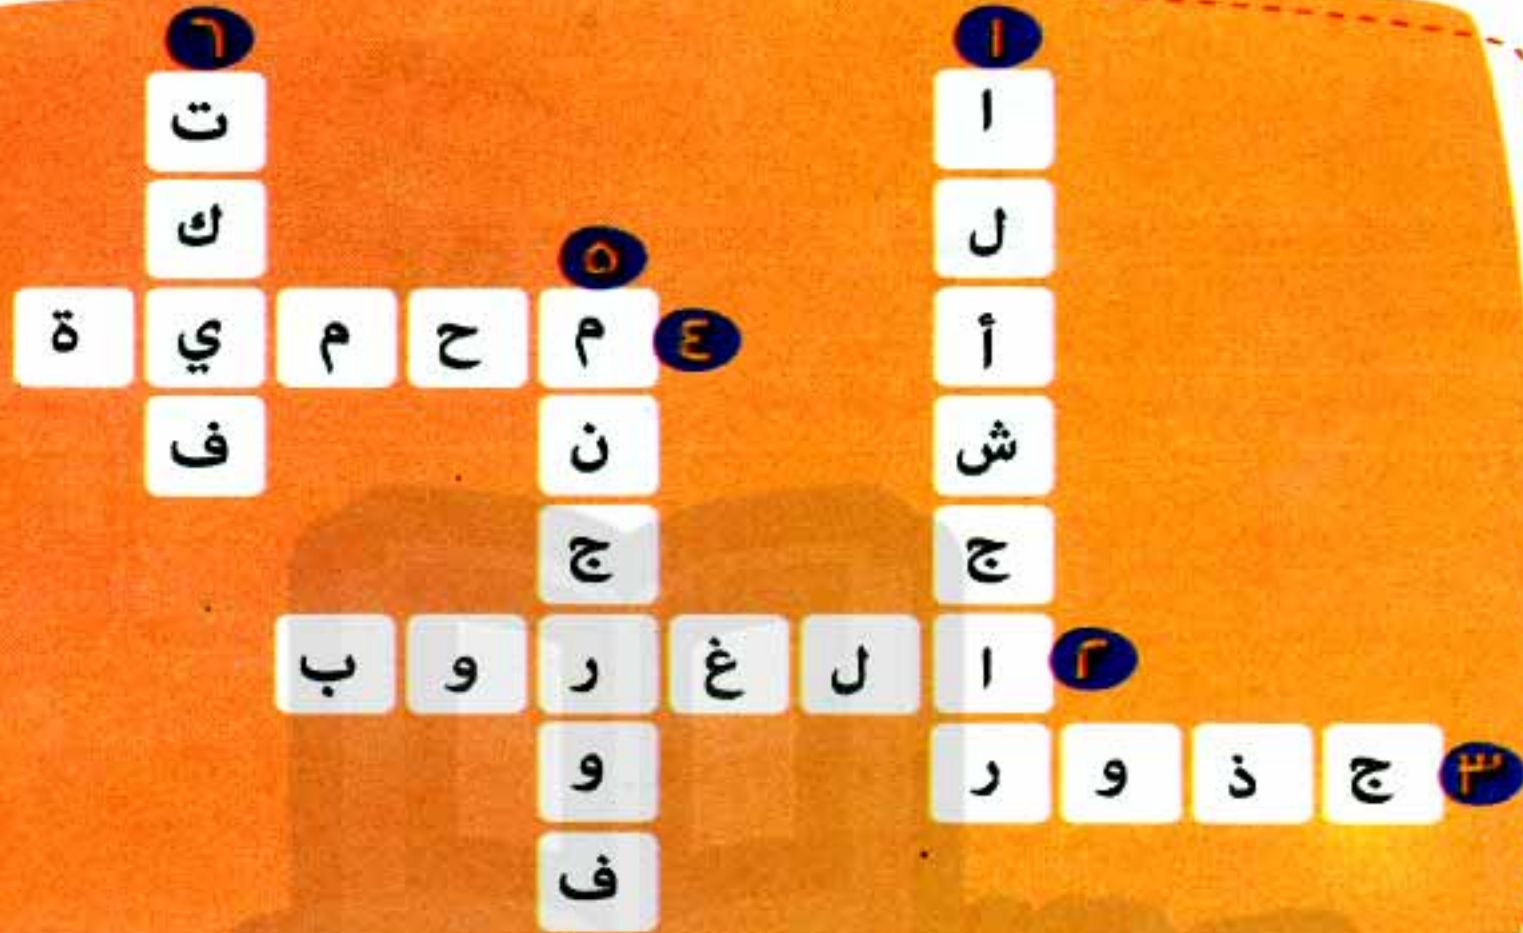 ٦ ١
ت ا
ك ل
٥
٤ م ح م ي ة أ
ف ن ش
ج ج
٢ ا ل غ ر و ب
٣ ج ذ و ر و
ف